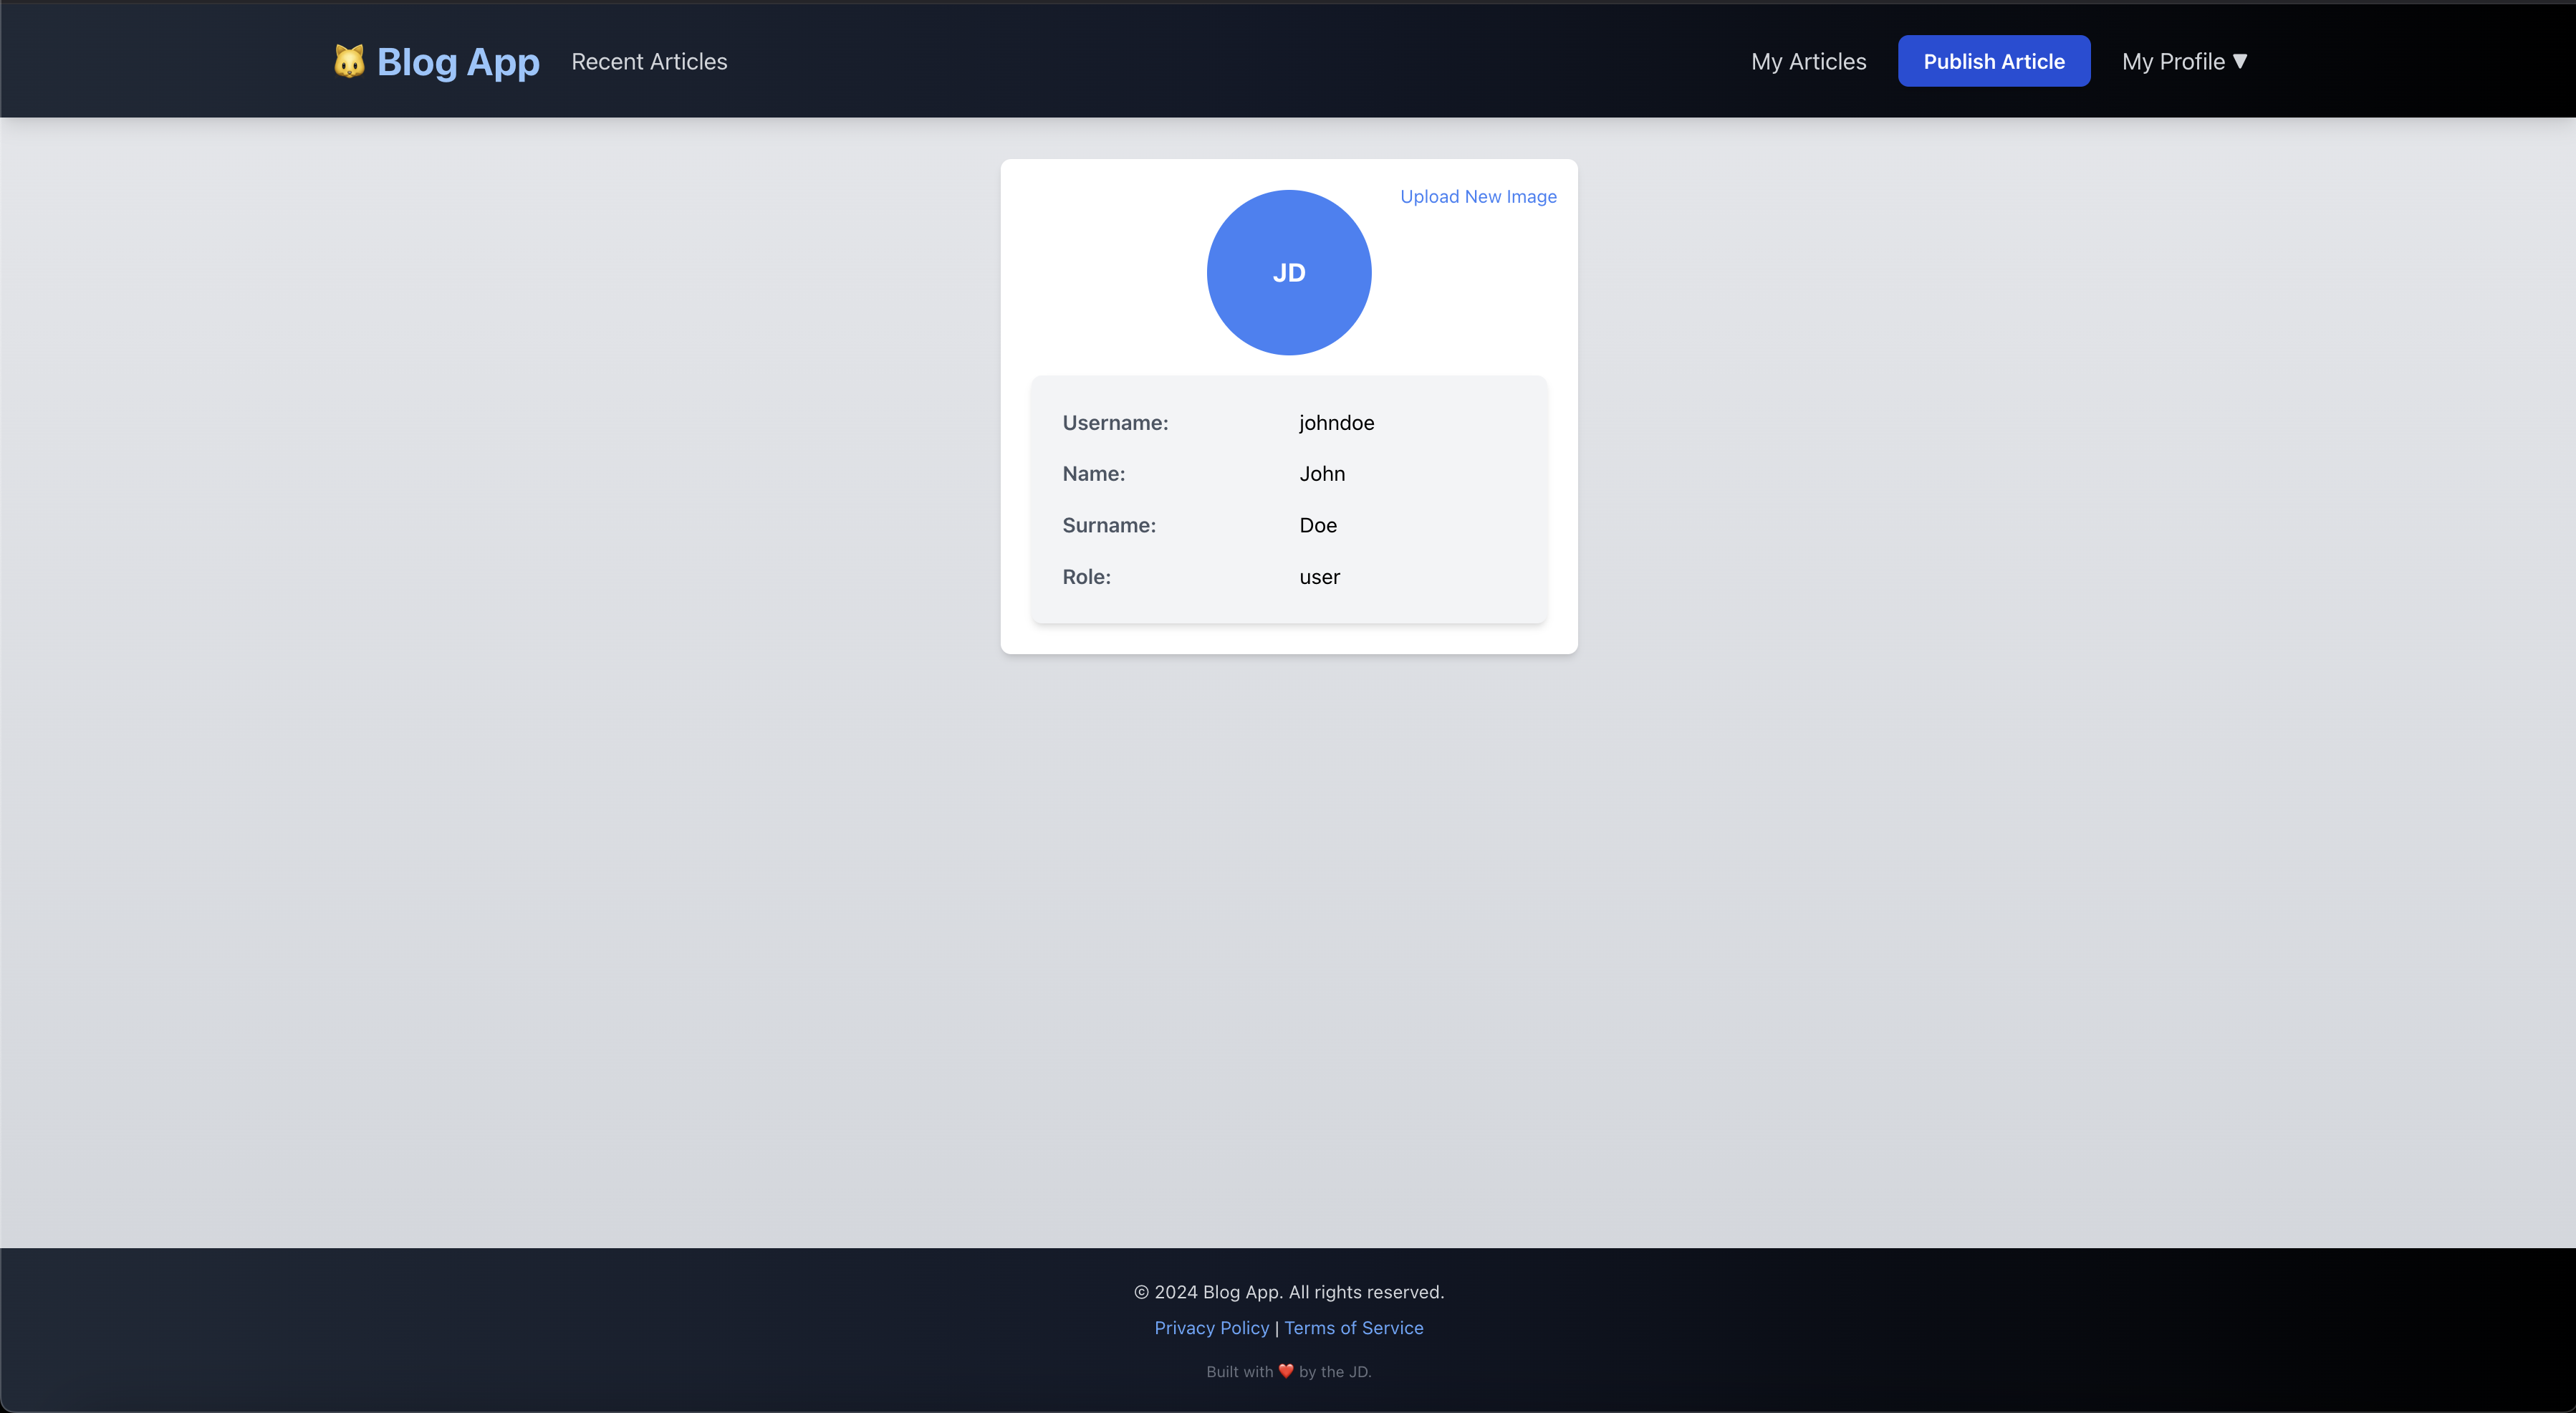 🐱 Blog App Recent Articles My Articles Publish Article My Profile ▼
Upload New Image
JD
Username: johndoe
Name: John
Surname: Doe
Role: user
© 2024 Blog App. All rights reserved.
Privacy Policy | Terms of Service
Built with ❤️ by the JD.